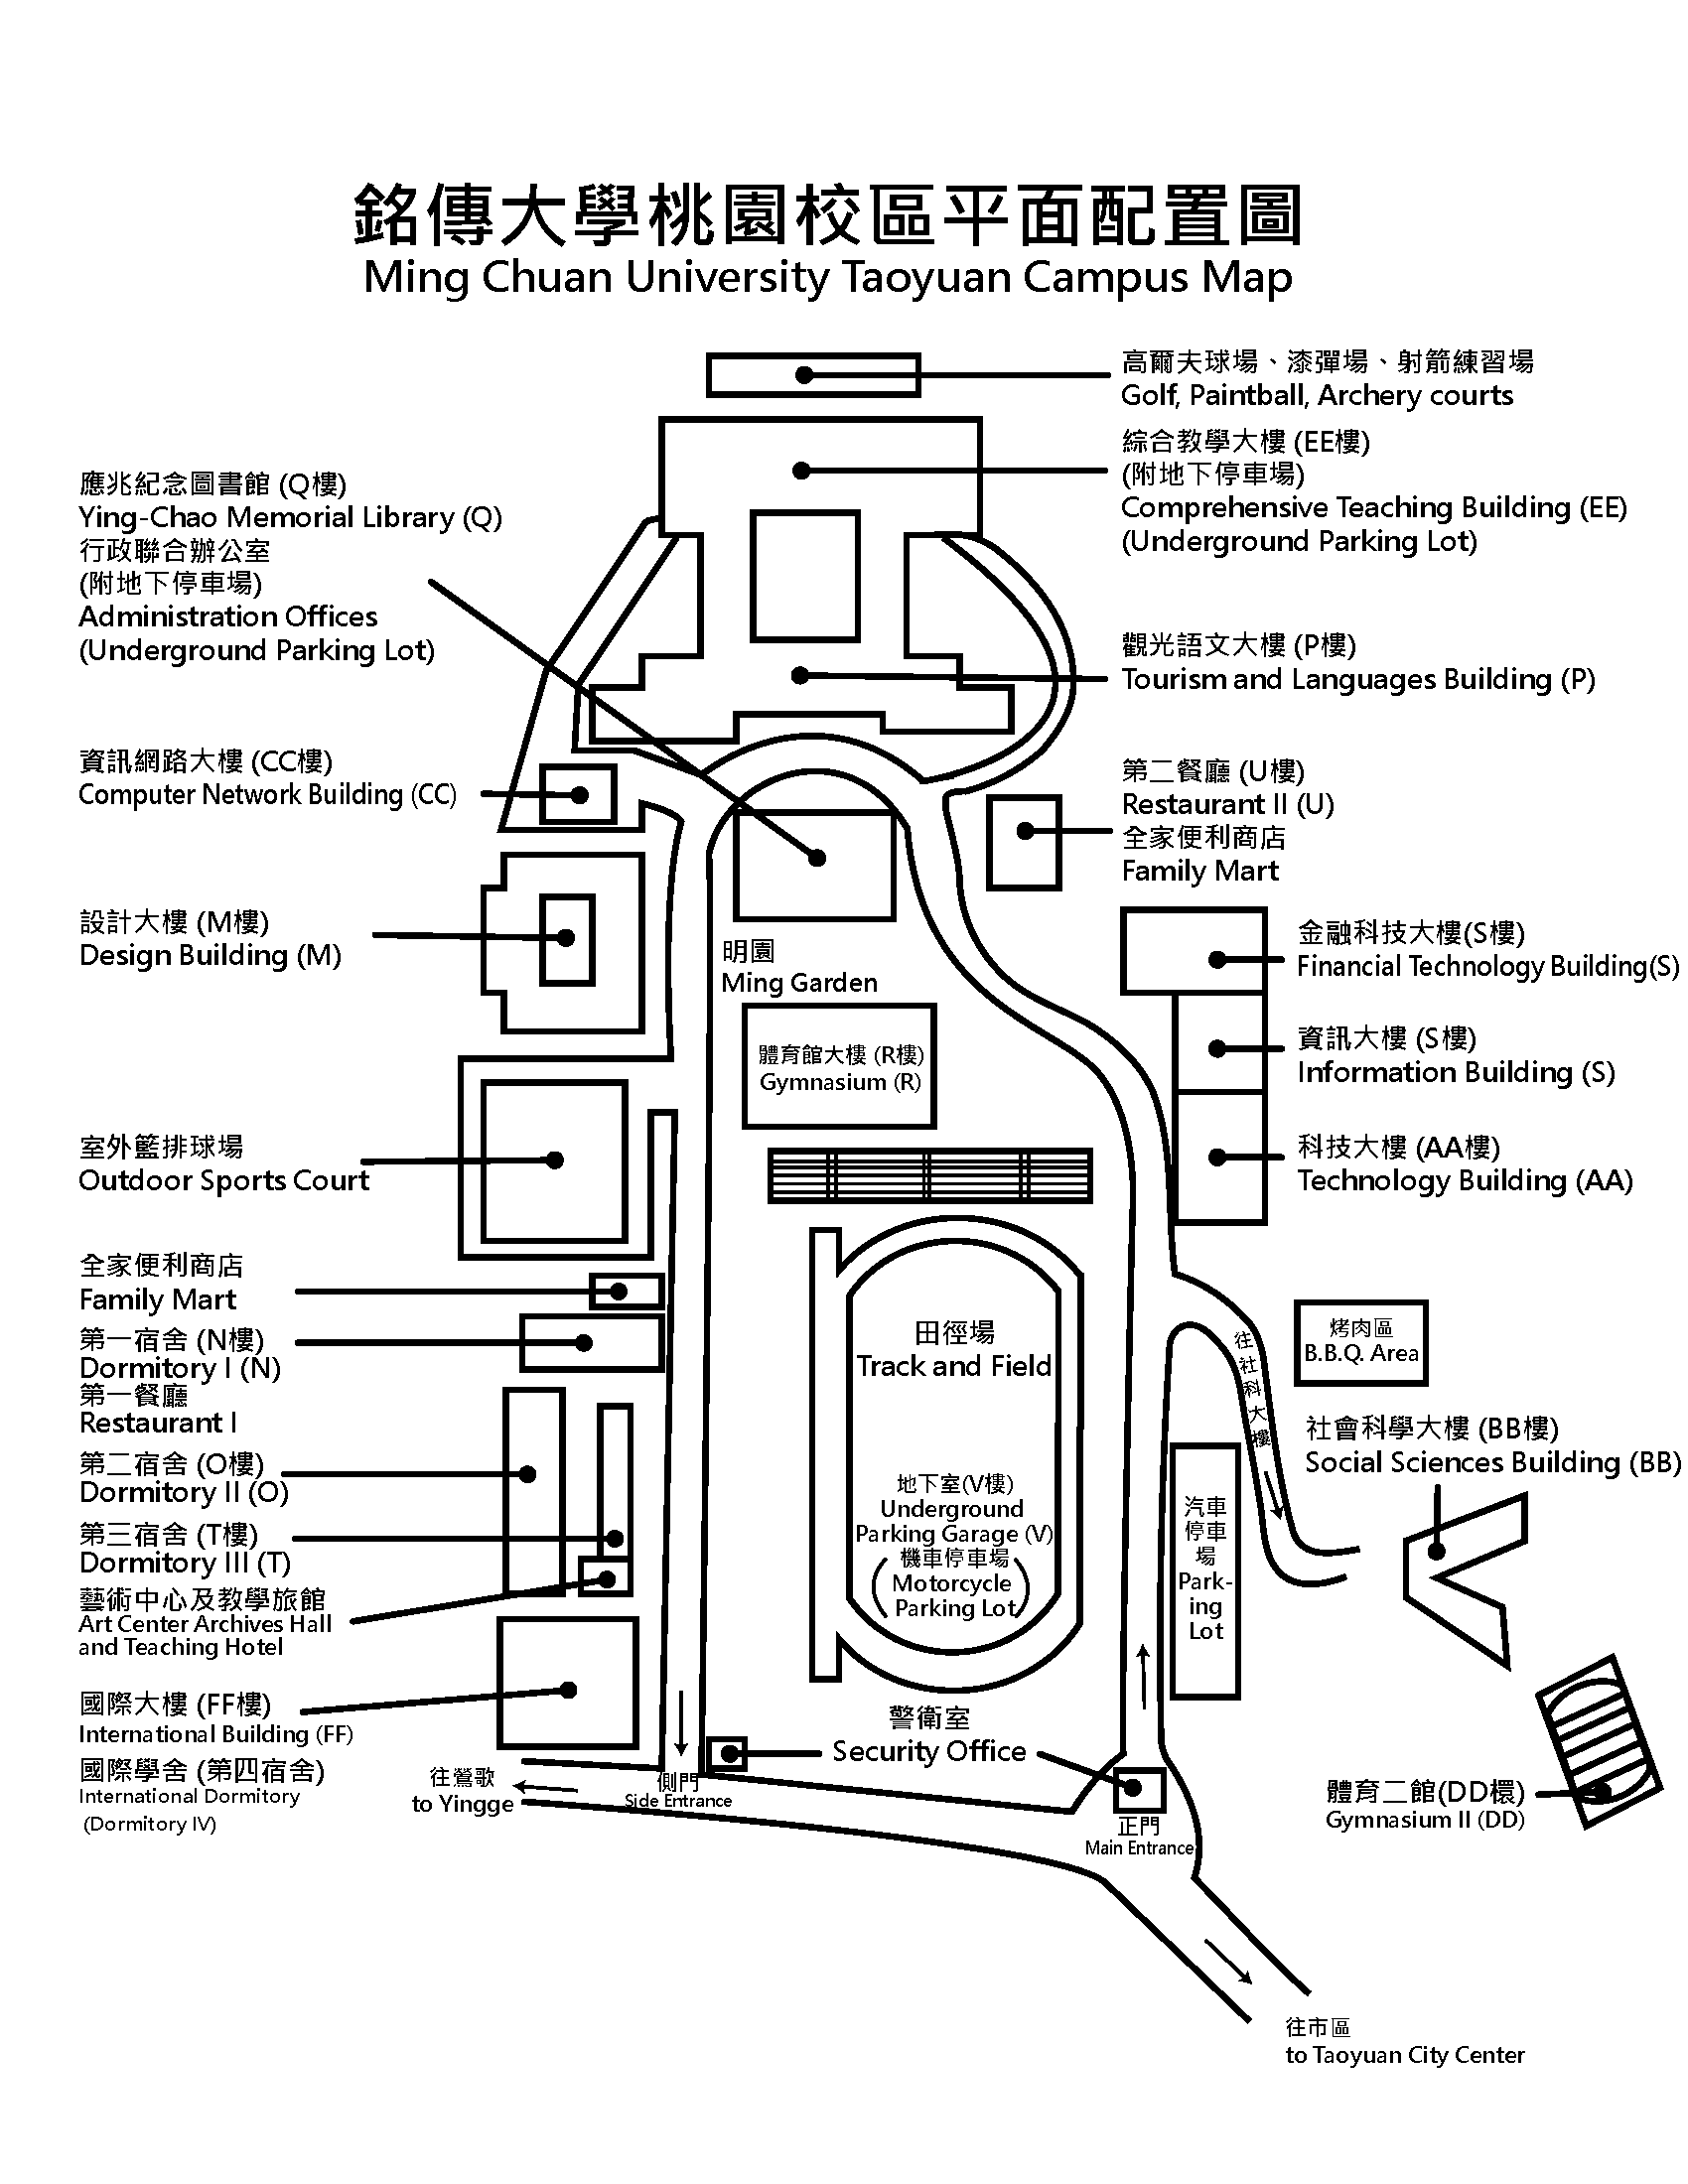 銘傳大學桃園校區平面配置圖
Ming Chuan University Taoyuan Campus Map
高爾夫球場、漆彈場、射箭練習場
Golf, Paintball, Archery courts
綜合教學大樓 (EE樓)
(附地下停車場)
Comprehensive Teaching Building (EE)
(Underground Parking Lot)
應兆紀念圖書館 (Q樓)
Ying-Chao Memorial Library (Q)
行政聯合辦公室
(附地下停車場)
Administration Offices
(Underground Parking Lot)
觀光語文大樓 (P樓)
Tourism and Languages Building (P)
資訊網路大樓 (CC樓)
Computer Network Building (CC)
第二餐廳 (U樓)
Restaurant II (U)
全家便利商店
Family Mart
設計大樓 (M樓)
Design Building (M)
明園
Ming Garden
金融科技大樓(S樓)
Financial Technology Building(S)
體育館大樓 (R樓)
Gymnasium (R)
資訊大樓 (S樓)
Information Building (S)
室外籃排球場
Outdoor Sports Court
科技大樓 (AA樓)
Technology Building (AA)
全家便利商店
Family Mart
第一宿舍 (N樓)
Dormitory I (N)
第一餐廳
Restaurant I
第二宿舍 (O樓)
Dormitory II (O)
第三宿舍 (T樓)
Dormitory III (T)
藝術中心及教學旅館
Art Center Archives Hall
and Teaching Hotel
國際大樓 (FF樓)
International Building (FF)
國際學舍 (第四宿舍)
International Dormitory
(Dormitory IV)
田徑場
Track and Field
地下室(V樓)
Underground
Parking Garage (V)
機車停車場
Motorcycle
Parking Lot
往社科大樓
烤肉區
B.B.Q. Area
社會科學大樓 (BB樓)
Social Sciences Building (BB)
汽車
停車
場
Park-
ing
Lot
警衛室
Security Office
體育二館(DD樓)
Gymnasium II (DD)
往鶯歌
to Yingge
側門
Side Entrance
正門
Main Entrance
往市區
to Taoyuan City Center